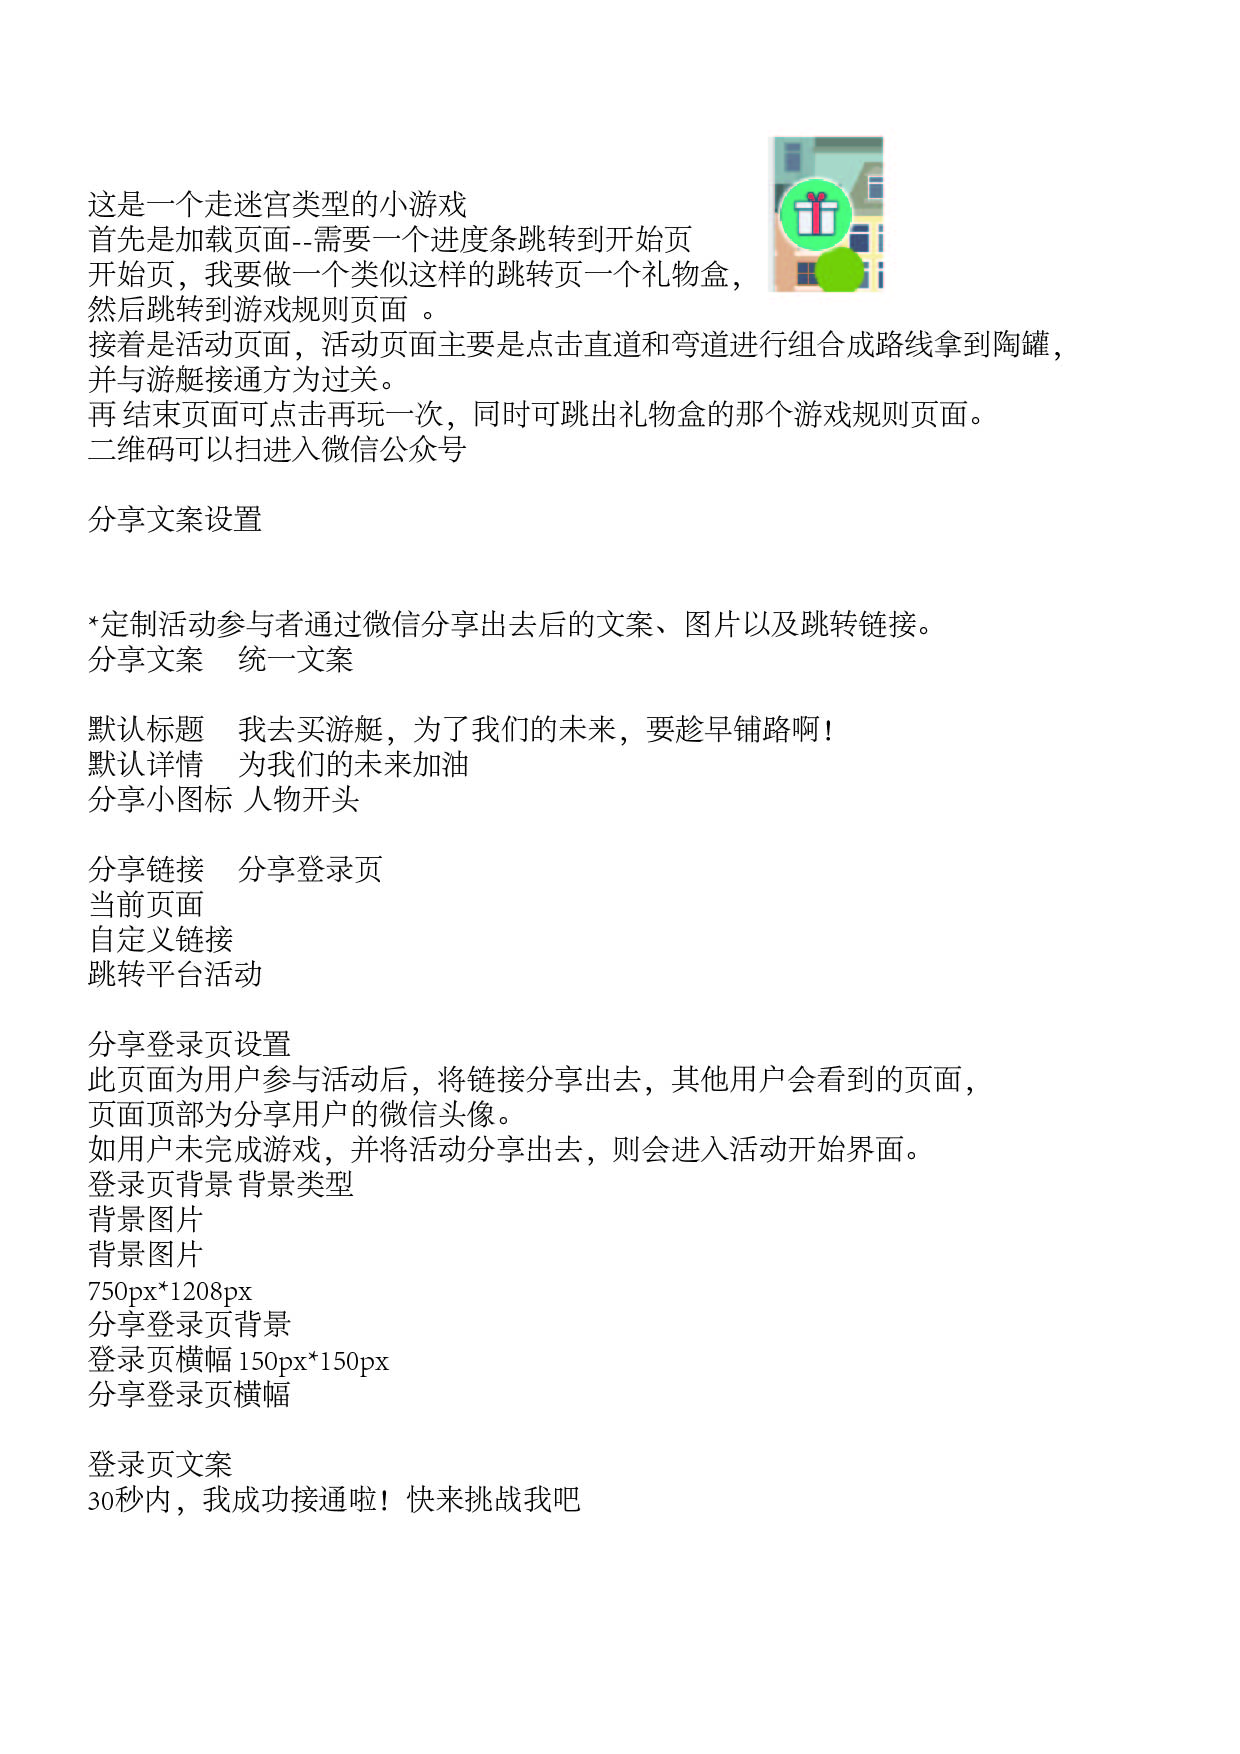 这是一个走迷宫类型的小游戏
首先是加载页面--需要一个进度条跳转到开始页
开始页，我要做一个类似这样的跳转页一个礼物盒，
然后跳转到游戏规则页面 。
接着是活动页面，活动页面主要是点击直道和弯道进行组合成路线拿到陶罐，
并与游艇接通方为过关。
再 结束页面可点击再玩一次，同时可跳出礼物盒的那个游戏规则页面。
二维码可以扫进入微信公众号
分享文案设置
*定制活动参与者通过微信分享出去后的文案、图片以及跳转链接。
分享文案 统一文案
默认标题 我去买游艇，为了我们的未来，要趁早铺路啊！
默认详情 为我们的未来加油
分享小图标 人物开头
分享链接 分享登录页
当前页面
自定义链接
跳转平台活动
分享登录页设置
此页面为用户参与活动后，将链接分享出去，其他用户会看到的页面，
页面顶部为分享用户的微信头像。
如用户未完成游戏，并将活动分享出去，则会进入活动开始界面。
登录页背景 背景类型
背景图片
背景图片
750px*1208px
分享登录页背景
登录页横幅 150px*150px
分享登录页横幅
登录页文案
30秒内，我成功接通啦！快来挑战我吧